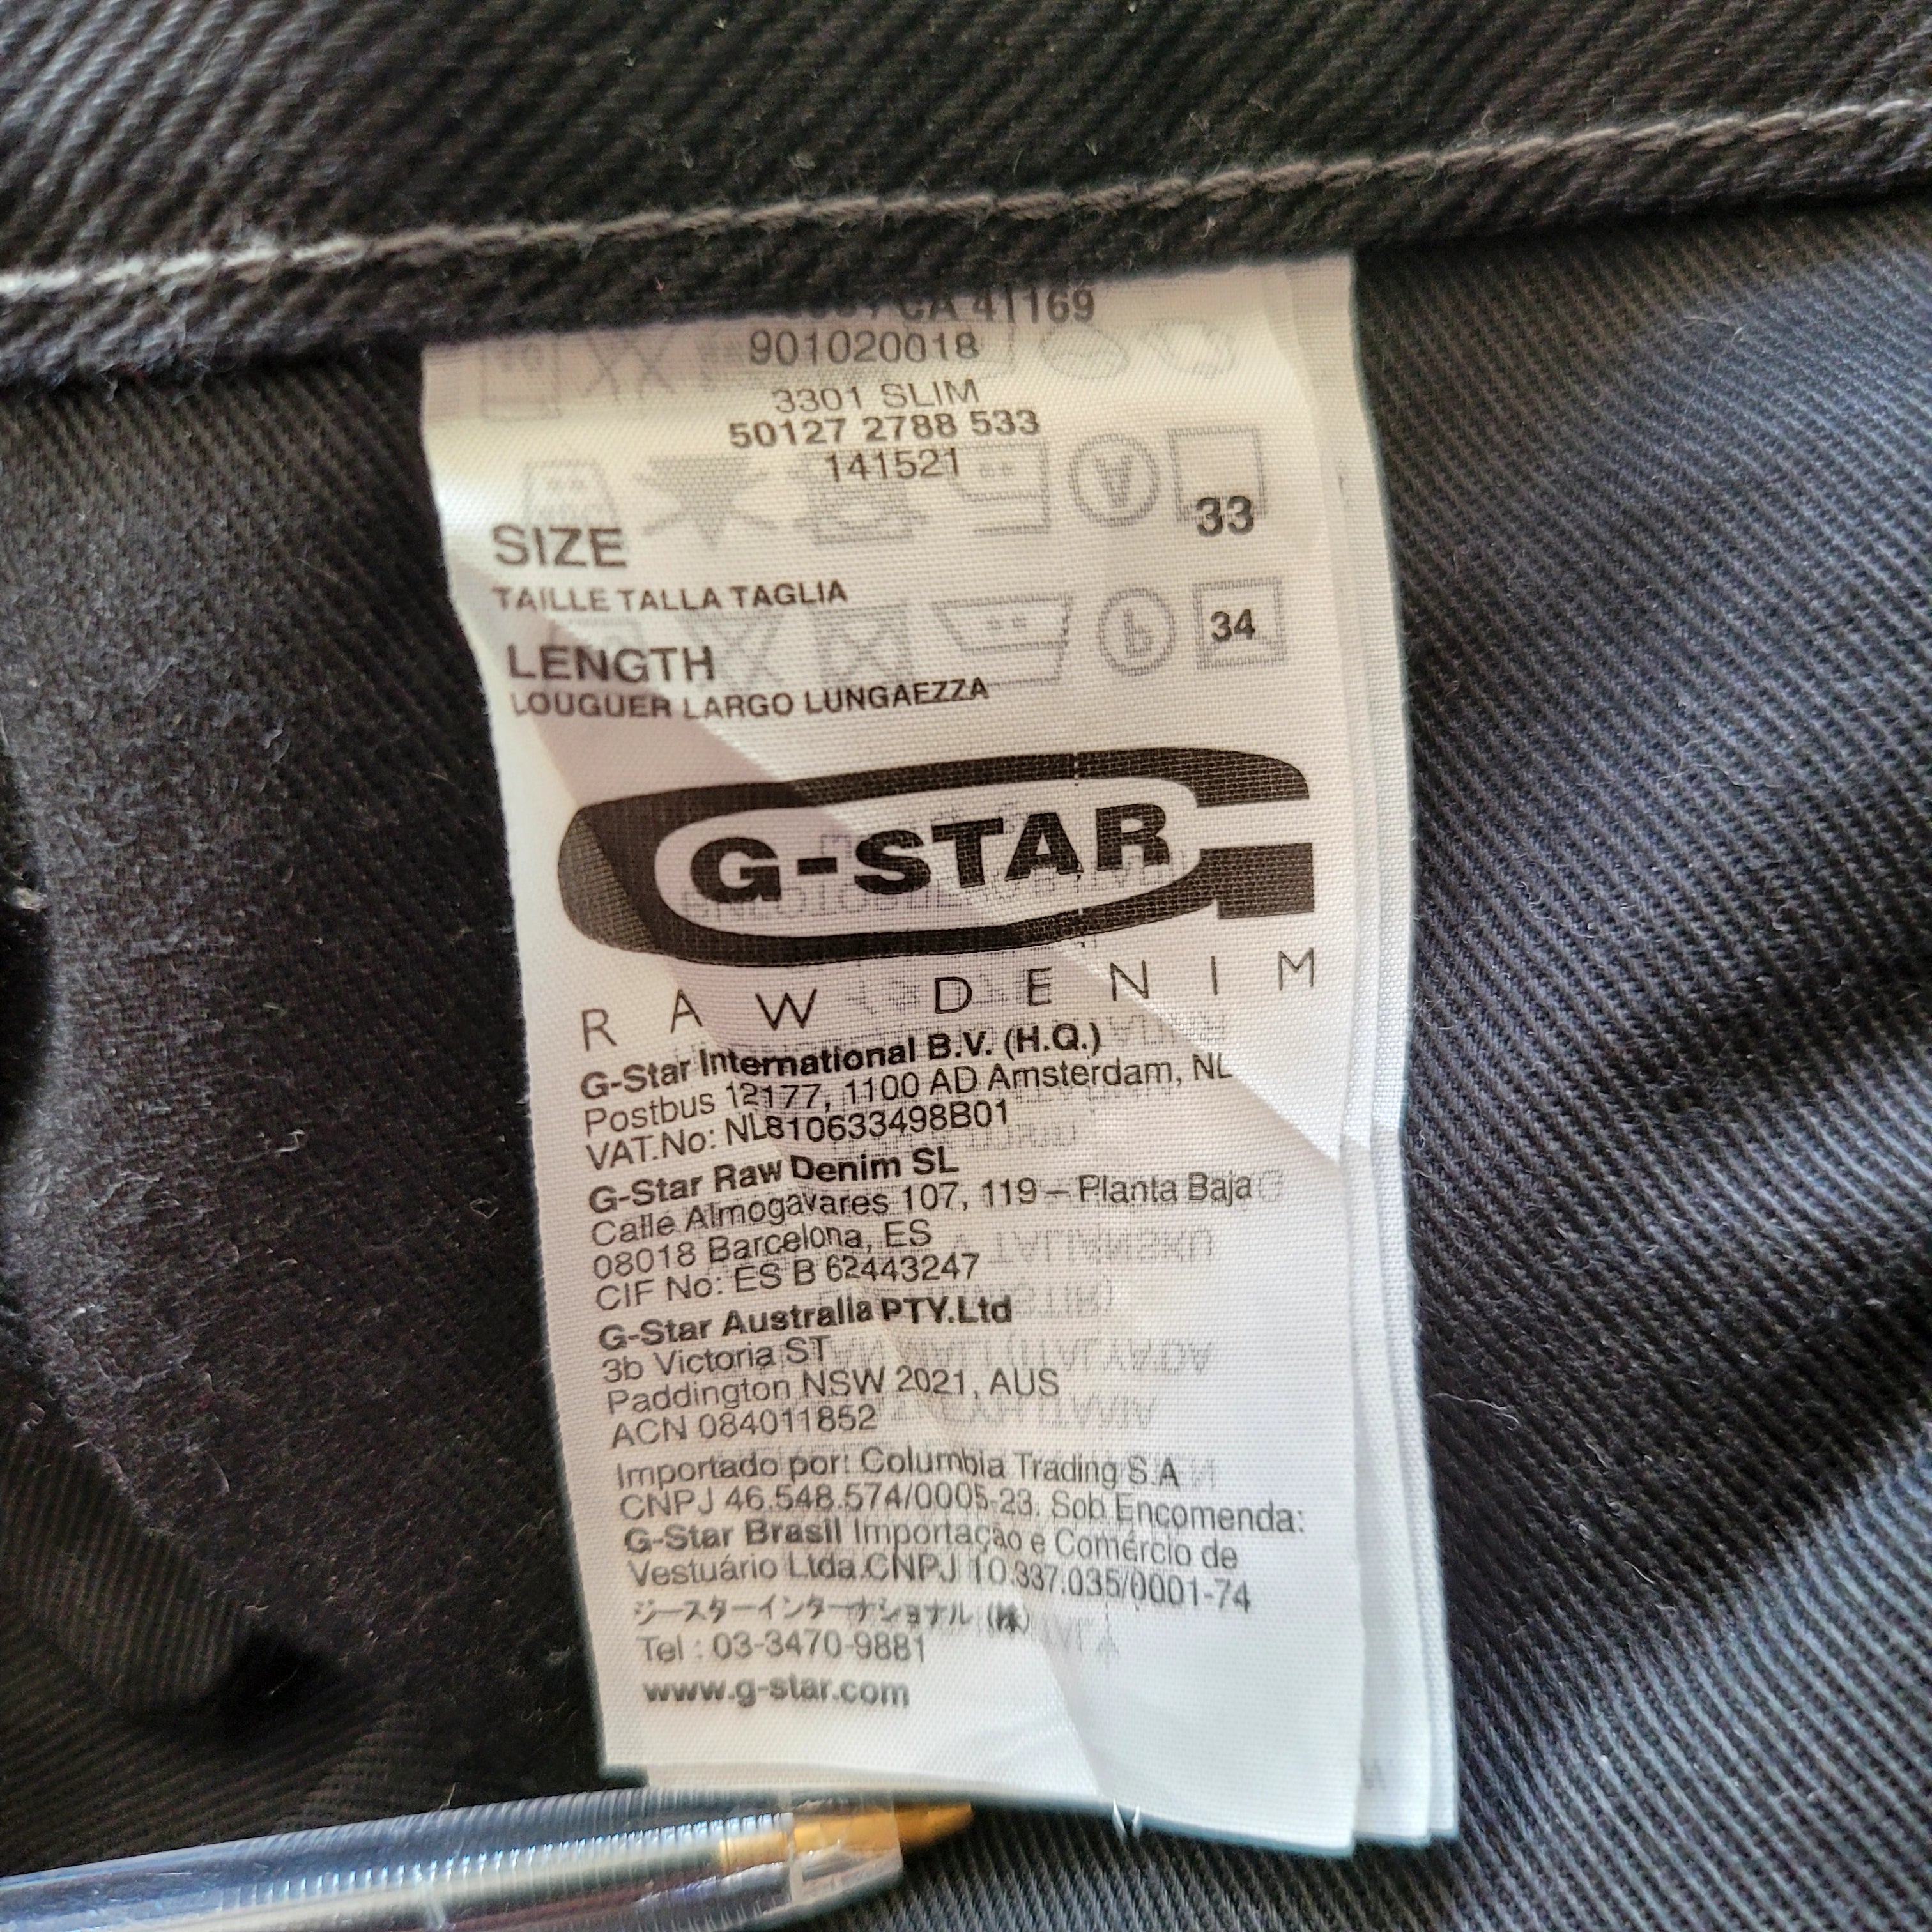 CA 41169
901020018
3301 SLIM
50127 2788 533
141521
SIZE 33
TAILLE TALLA TAGLIA
LENGTH 34
LOUGUER LARGO LUNGAEZZA
G-STAR
RAW DENIM
G-Star International B.V. (H.Q.)
Postbus 12177, 1100 AD Amsterdam, NL
VAT.No: NL810633498B01
G-Star Raw Denim SL
Calle Almogavares 107, 119 – Planta Baja
08018 Barcelona, ES
CIF No: ES B 62443247
G-Star Australia PTY.Ltd
3b Victoria ST
Paddington NSW 2021, AUS
ACN 084011852
Importado por: Columbia Trading S.A
CNPJ 46.548.574/0005-23. Sob Encomenda:
G-Star Brasil Importação e Comércio de
Vestuário Ltda.CNPJ 10.337.035/0001-74
ジースターインターナショナル (株)
Tel : 03-3470-9881
www.g-star.com